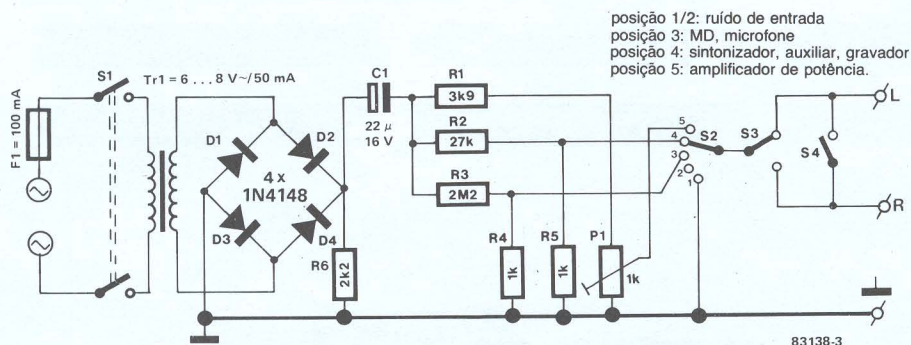 posição 1/2: ruído de entrada
posição 3: MD, microfone
posição 4: sintonizador, auxiliar, gravador
posição 5: amplificador de potência.
S1
Tr1 = 6 . . . 8 V~/50 mA
F1 = 100 mA
D1
D2
4 x
1N4148
D3
D4
R6
2k2
C1
22 μ
16 V
R1
3k9
R2
27k
R3
2M2
R4
1k
R5
1k
P1
1k
5
4
3
2
1
S2
S3
S4
L
R
83138-3